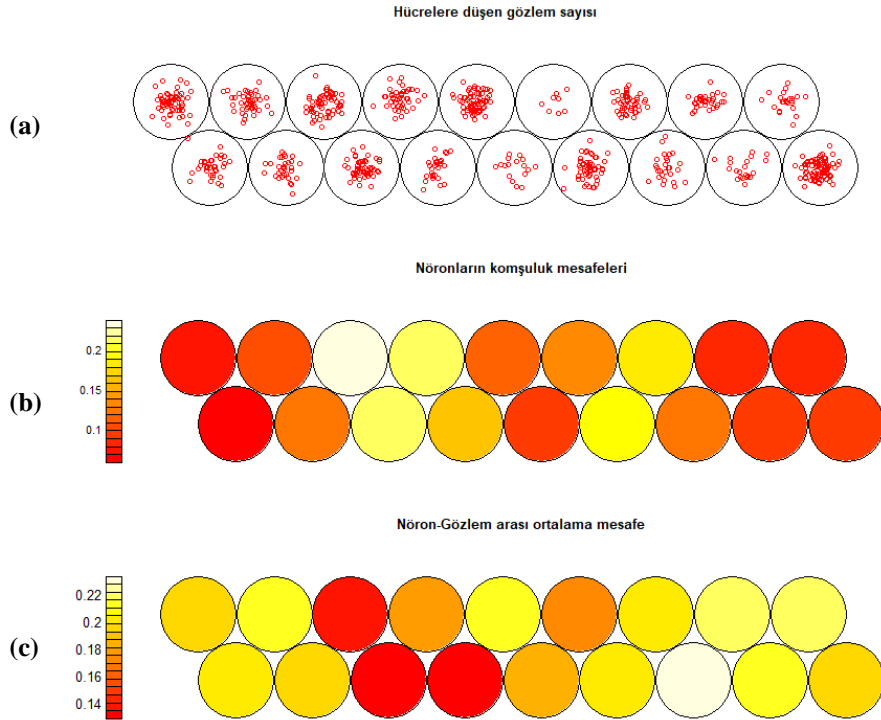 Hücrelere düşen gözlem sayısı
(a)
Nöronların komşuluk mesafeleri
0.2
0.15
(b)
0.1
Nöron-Gözlem arası ortalama mesafe
0.22
0.2
(c)
0.18
0.16
0.14